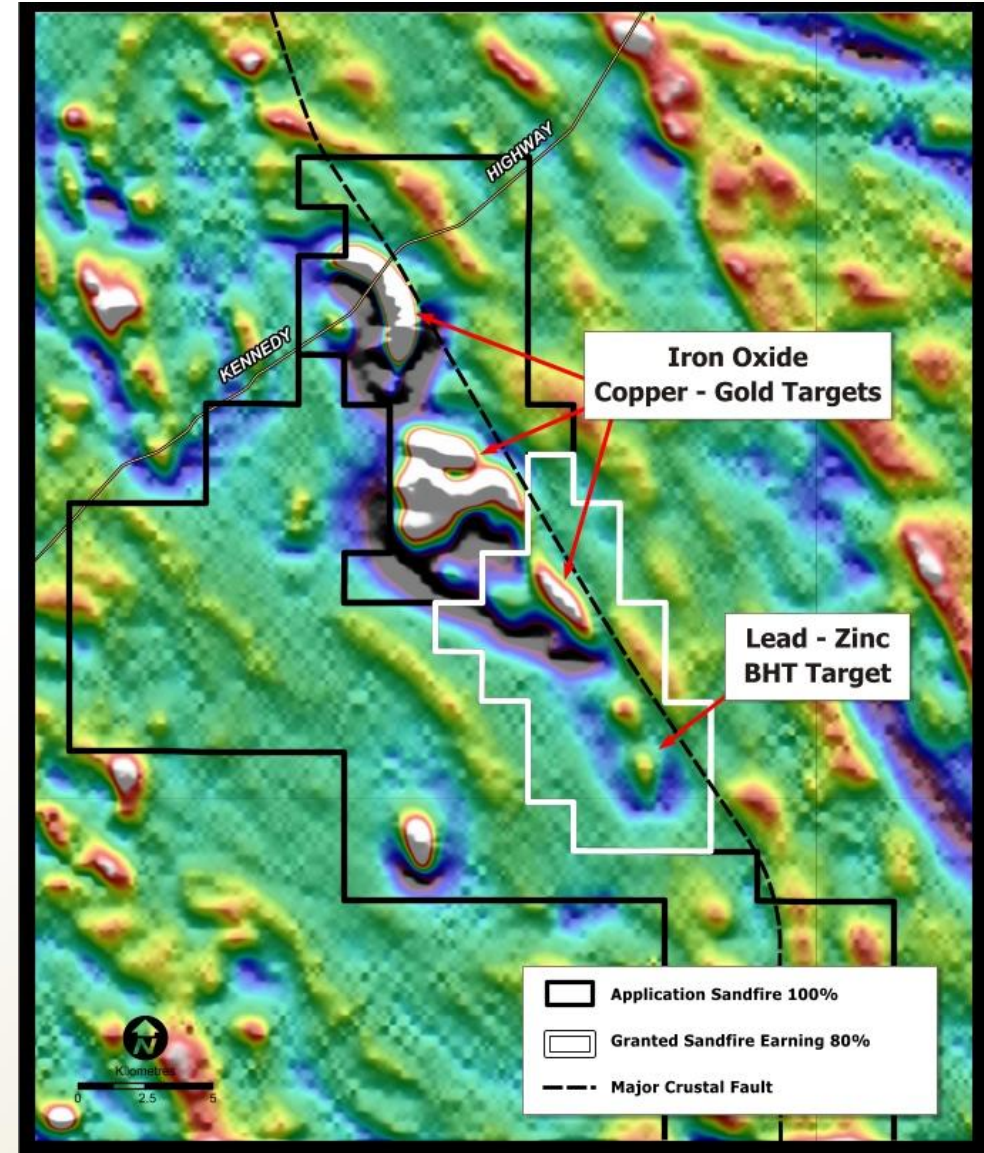 HIGHWAY
KENNEDY
Iron Oxide
Copper - Gold Targets
Lead - Zinc
BHT Target
Application Sandfire 100%
Granted Sandfire Earning 80%
Major Crustal Fault
N
Kilometres
0 2.5 5